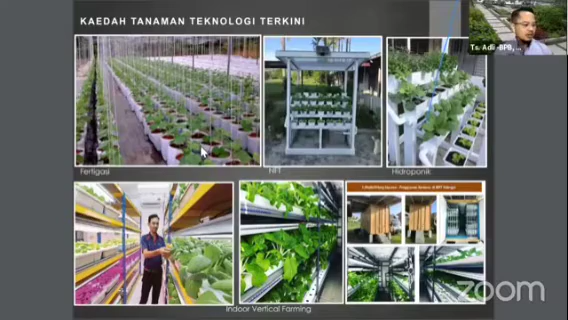 KAEDAH TANAMAN TEKNOLOGI TERKINI
Ts. Adli -BPB, ...
Fertigasi
NFT
Hidroponik
Indoor Vertical Farming
zoom